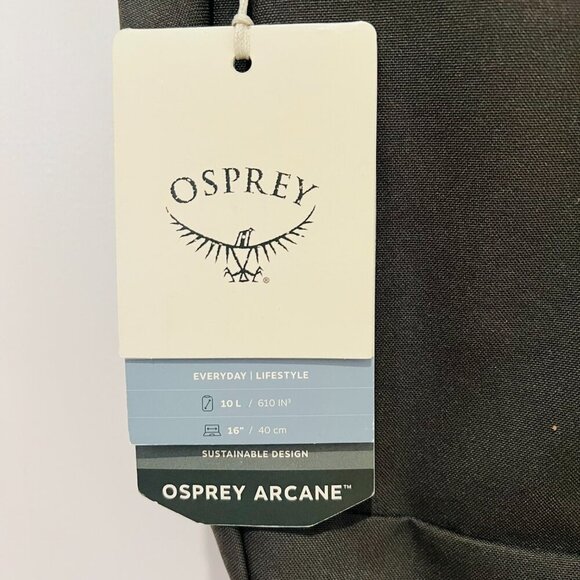 OSPREY
®
EVERYDAY | LIFESTYLE
10 L / 610 IN³
16" / 40 cm
SUSTAINABLE DESIGN
OSPREY ARCANE™